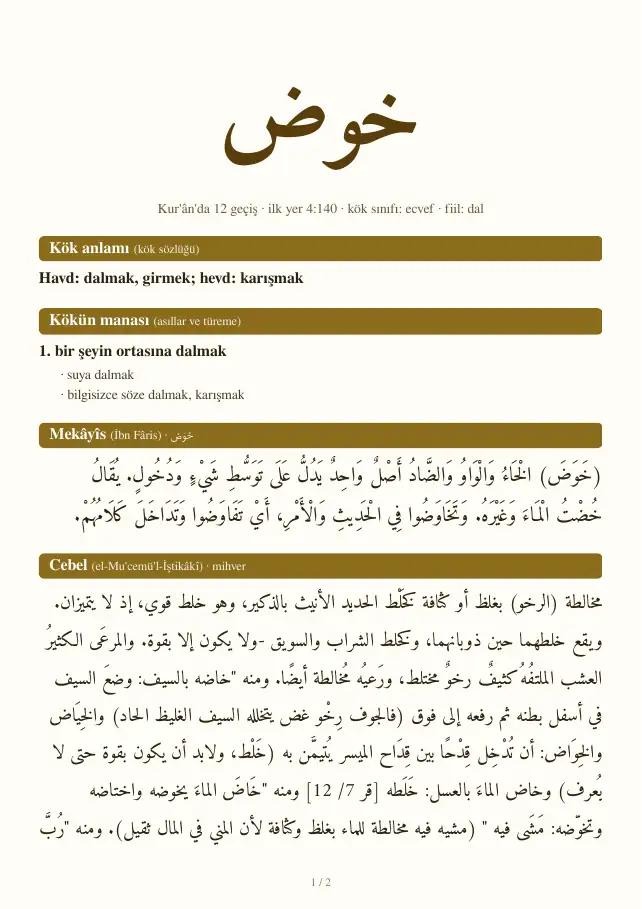 خوض
Kur'ân'da 12 geçiş · ilk yer 4:140 · kök sınıfı: ecvef · fiil: dal
Kök anlamı (kök sözlüğü)
Havd: dalmak, girmek; hevd: karışmak
Kökün manası (asıllar ve türeme)
1. bir şeyin ortasına dalmak
· suya dalmak
· bilgisizce söze dalmak, karışmak
Mekâyîs (İbn Fâris) · خَوَضَ
(خَوَضَ) الْخَاءُ وَالْوَاوُ وَالضَّادُ أَصْلٌ وَاحِدٌ يَدُلُّ عَلَى تَوَسُّطِ شَيْءٍ وَدُخُولٍ. يُقَالُ
خُضْتُ الْمَاءَ وَغَيْرَهُ. وَتَخَاوَضُوا فِي الْحَدِيثِ وَالْأَمْرِ، أَيْ تَفَاوَضُوا وَتَدَاخَلَ كَلَامُهُمْ.
Cebel (el-Mu'cemü'l-İştikâkî) · mihver
مخالطة (الرخو) بغلظ أو كثافة كَخَلْط الحديد الأنيث بالذكير، وهو خلط قوي، إذ لا يتميزان.
ويقع خلطهما حين ذوبانهما، وكخلط الشراب والسويق -ولا يكون إلا بقوة. والمرعَى الكثيرُ
العشب الملتفُه كثيفٌ رخوٌ مختلط، ورَعيُه مُخالطة أيضًا. ومنه "خاضه بالسيف: وضعَ السيف
في أسفل بطنه ثم رفعه إلى فوق (فالجوف رِخْو غض يتخلله السيف الغليظ الحاد) والخِيَاض
والخِوَاض: أن تُدْخِل قِدْحًا بين قِدَاح الميسر يُتيمَّن به (خَلْط، ولابد أن يكون بقوة حتى لا
يُعرف) وخاض الماءَ بالعسل: خَلَطه [قر 7/ 12] ومنه "خَاضَ الماءَ يخوضه واختاضه
وتخوّضه: مَشَى فيه " (مشيه فيه مخالطة للماء بغلظ وكثافة لأن المني في المال ثقيل). ومنه "رُبَّ
1 / 2